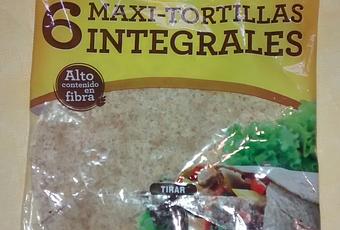 6 MAXI-TORTILLAS
INTEGRALES
Alto
contenido
en
fibra
TIRAR